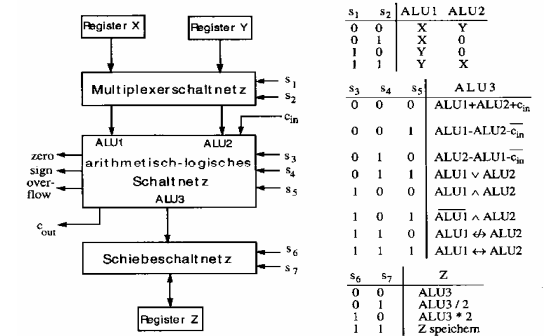 Register X
Register Y
Multiplexerschaltnetz
s1
s2
cin
ALU1
ALU2
arithmetisch-logisches
Schaltnetz
ALU3
zero
sign
over-
flow
cout
s3
s4
s5
Schiebeschaltnetz
s6
s7
Register Z
s1 s2 ALU1 ALU2
0 0 X Y
0 1 X 0
1 0 Y 0
1 1 Y X
s3 s4 s5 ALU3
0 0 0 ALU1+ALU2+cin
0 0 1 ALU1-ALU2-c̅i̅n̅
0 1 0 ALU2-ALU1-c̅i̅n̅
0 1 1 ALU1 ∨ ALU2
1 0 0 ALU1 ∧ ALU2
1 0 1 A̅L̅U̅1̅ ∧ ALU2
1 1 0 ALU1 ↮ ALU2
1 1 1 ALU1 ↔ ALU2
s6 s7 Z
0 0 ALU3
0 1 ALU3 / 2
1 0 ALU3 * 2
1 1 Z speichern